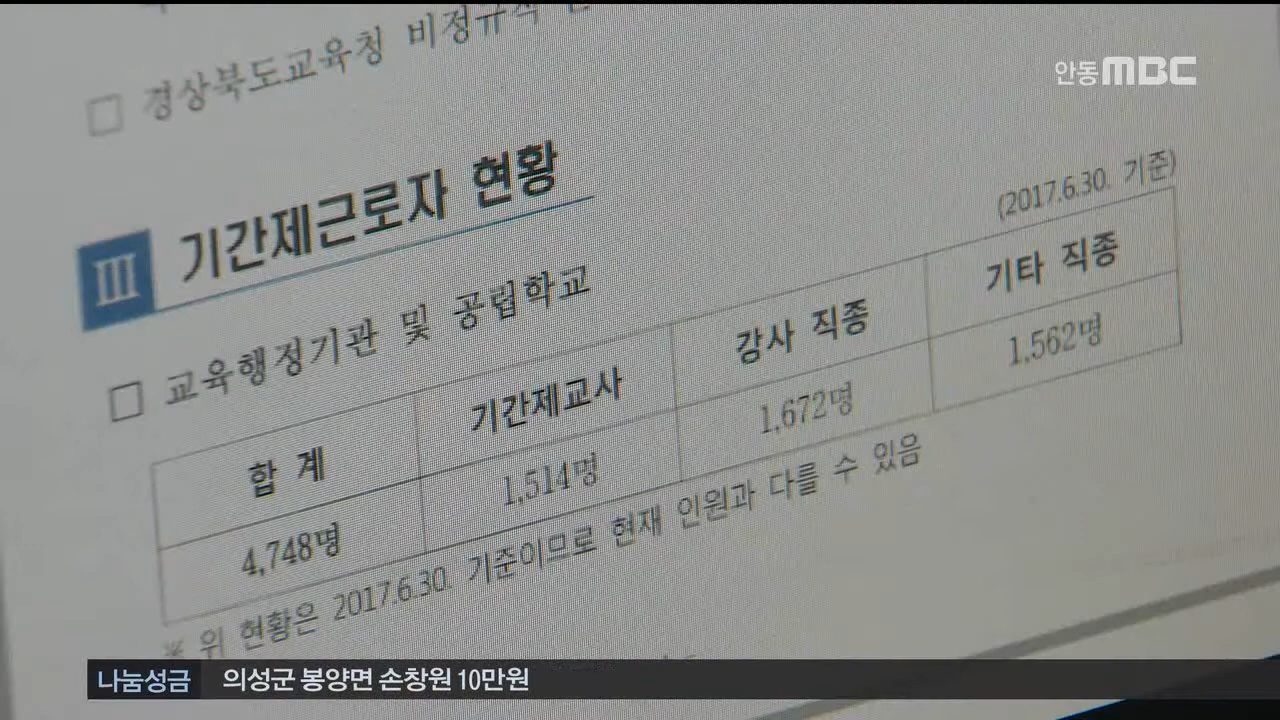 안동MBC
□ 경상북도교육청 비정규직
Ⅲ 기간제근로자 현황
(2017.6.30. 기준)
□ 교육행정기관 및 공립학교
합 계 기간제교사 강사 직종 기타 직종
4,748명 1,514명 1,672명 1,562명
※ 위 현황은 2017.6.30. 기준이므로 현재 인원과 다를 수 있음
나눔성금 의성군 봉양면 손창원 10만원